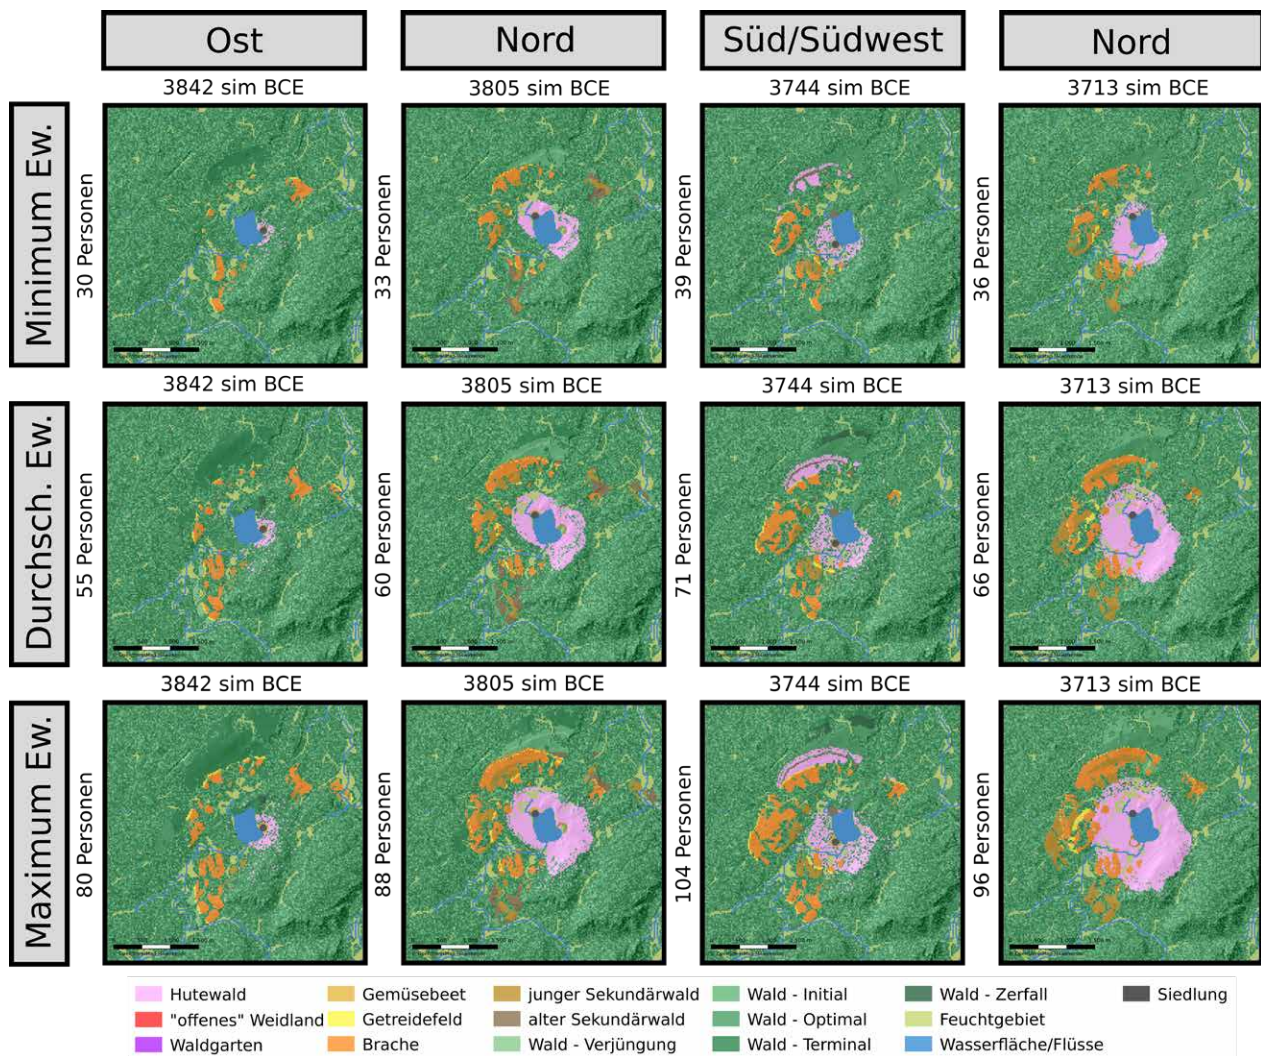 Ost Nord Süd/Südwest Nord
3842 sim BCE 3805 sim BCE 3744 sim BCE 3713 sim BCE
Minimum Ew.
30 Personen
33 Personen
39 Personen
36 Personen
3842 sim BCE 3805 sim BCE 3744 sim BCE 3713 sim BCE
Durchsch. Ew.
55 Personen
60 Personen
71 Personen
66 Personen
3842 sim BCE 3805 sim BCE 3744 sim BCE 3713 sim BCE
Maximum Ew.
80 Personen
88 Personen
104 Personen
96 Personen
Hutewald Gemüsebeet junger Sekundärwald Wald - Initial Wald - Zerfall Siedlung
"offenes" Weidland Getreidefeld alter Sekundärwald Wald - Optimal Feuchtgebiet
Waldgarten Brache Wald - Verjüngung Wald - Terminal Wasserfläche/Flüsse